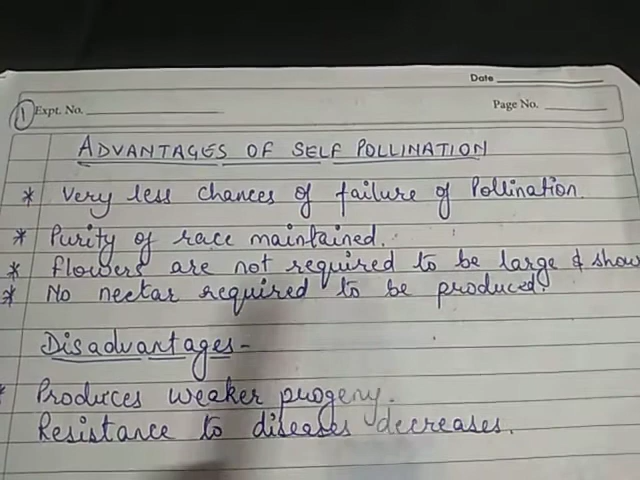 Date
1 Expt. No.
Page No.
ADVANTAGES OF SELF POLLINATION
* Very less chances of failure of Pollination.
* Purity of race maintained.
* flowers are not required to be large & show
* No nectar required to be produced.
Disadvantages -
* Produces weaker progeny.
Resistance to diseases decreases.